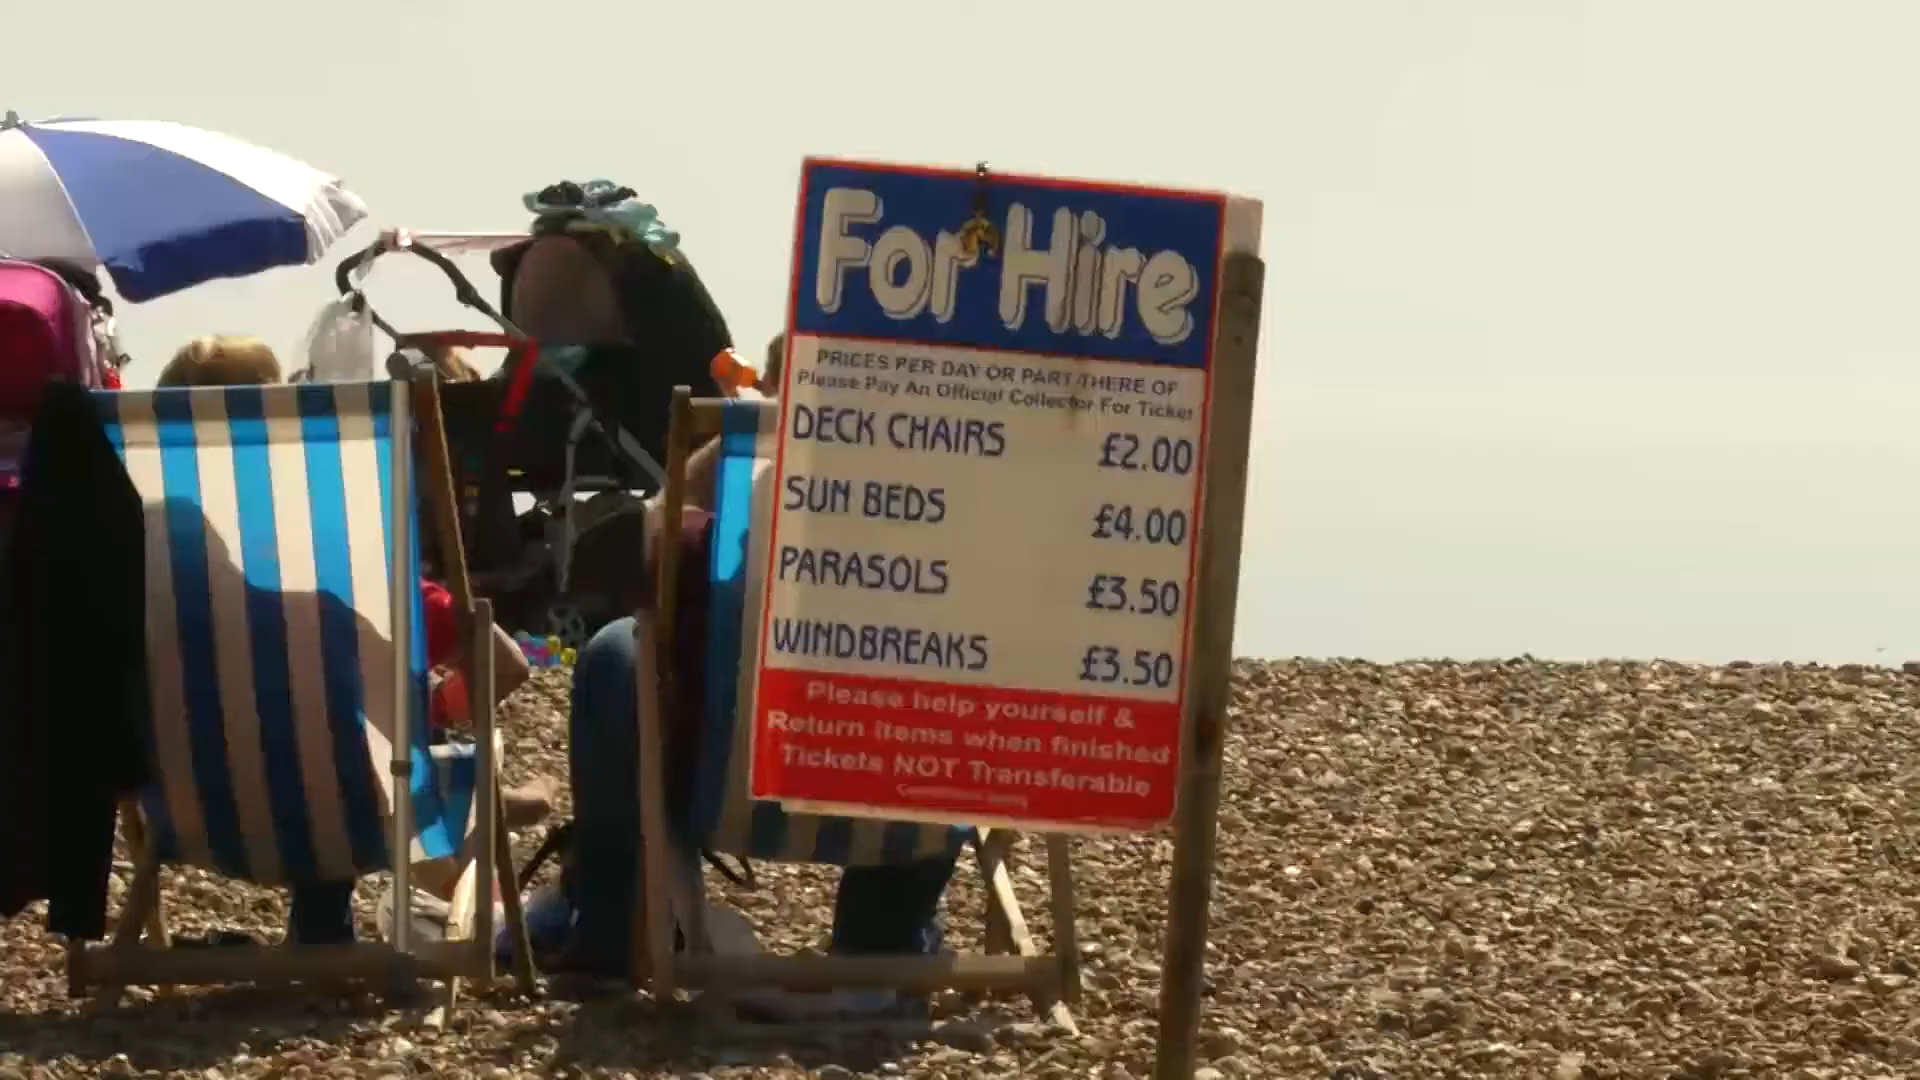 For Hire
PRICES PER DAY OR PART THERE OF
Please Pay An Official Collector For Ticket
DECK CHAIRS £2.00
SUN BEDS £4.00
PARASOLS £3.50
WINDBREAKS £3.50
Please help yourself &
Return items when finished
Tickets NOT Transferable